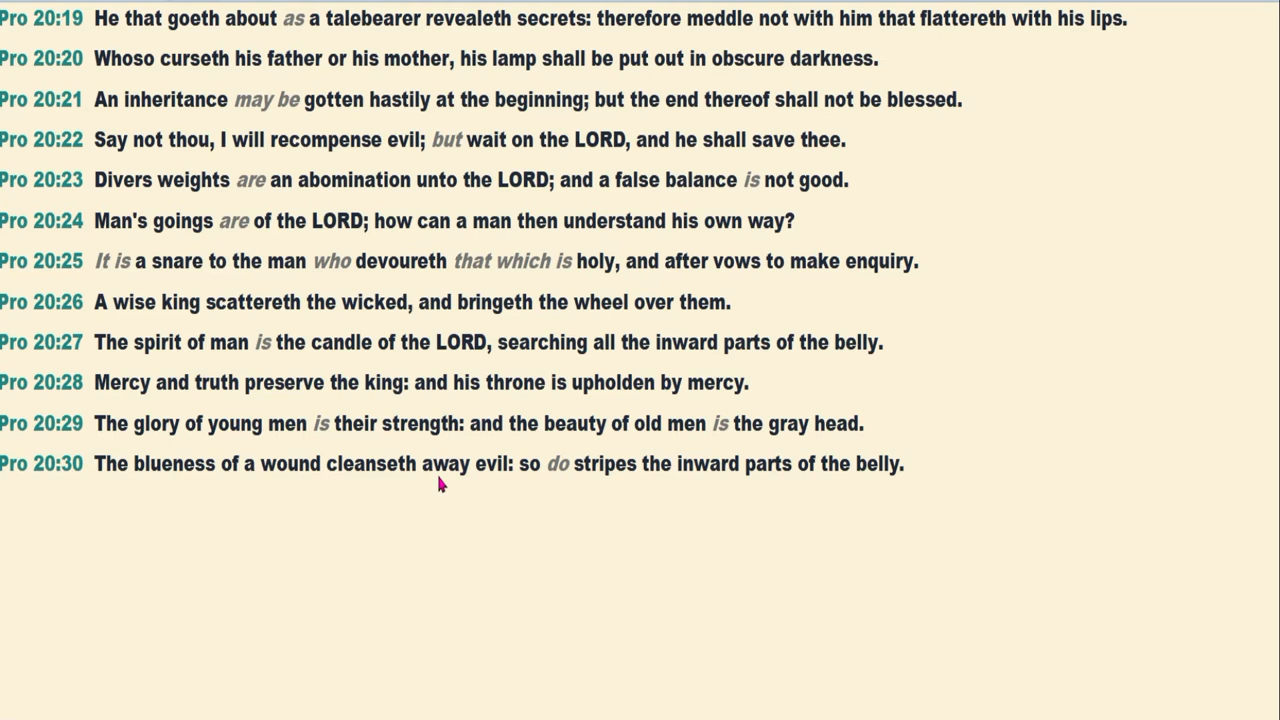 Pro 20:19 He that goeth about as a talebearer revealeth secrets: therefore meddle not with him that flattereth with his lips.
Pro 20:20 Whoso curseth his father or his mother, his lamp shall be put out in obscure darkness.
Pro 20:21 An inheritance may be gotten hastily at the beginning; but the end thereof shall not be blessed.
Pro 20:22 Say not thou, I will recompense evil; but wait on the LORD, and he shall save thee.
Pro 20:23 Divers weights are an abomination unto the LORD; and a false balance is not good.
Pro 20:24 Man's goings are of the LORD; how can a man then understand his own way?
Pro 20:25 It is a snare to the man who devoureth that which is holy, and after vows to make enquiry.
Pro 20:26 A wise king scattereth the wicked, and bringeth the wheel over them.
Pro 20:27 The spirit of man is the candle of the LORD, searching all the inward parts of the belly.
Pro 20:28 Mercy and truth preserve the king: and his throne is upholden by mercy.
Pro 20:29 The glory of young men is their strength: and the beauty of old men is the gray head.
Pro 20:30 The blueness of a wound cleanseth away evil: so do stripes the inward parts of the belly.